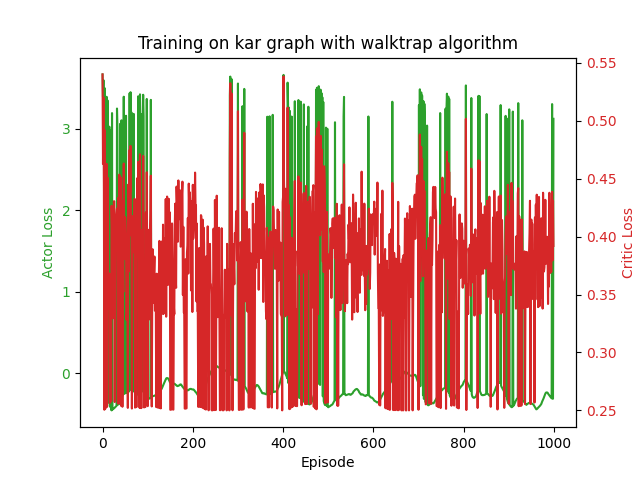 Training on kar graph with walktrap algorithm
Actor Loss
3
2
1
0
0.55
0.50
0.45
0.40
0.35
0.30
0.25
Critic Loss
0 200 400 600 800 1000
Episode